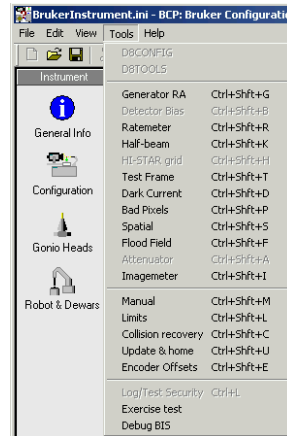 BrukerInstrument.ini - BCP: Bruker Configuratio
File Edit View Tools Help
Instrument
General Info
Configuration
Gonio Heads
Robot & Dewars
D8CONFIG
D8TOOLS
Generator RA Ctrl+Shft+G
Detector Bias Ctrl+Shft+B
Ratemeter Ctrl+Shft+R
Half-beam Ctrl+Shft+K
HI-STAR grid Ctrl+Shft+H
Test Frame Ctrl+Shft+T
Dark Current Ctrl+Shft+D
Bad Pixels Ctrl+Shft+P
Spatial Ctrl+Shft+S
Flood Field Ctrl+Shft+F
Attenuator Ctrl+Shft+A
Imagemeter Ctrl+Shft+I
Manual Ctrl+Shft+M
Limits Ctrl+Shft+L
Collision recovery Ctrl+Shft+C
Update & home Ctrl+Shft+U
Encoder Offsets Ctrl+Shft+E
Log/Test Security Ctrl+L
Exercise test
Debug BIS